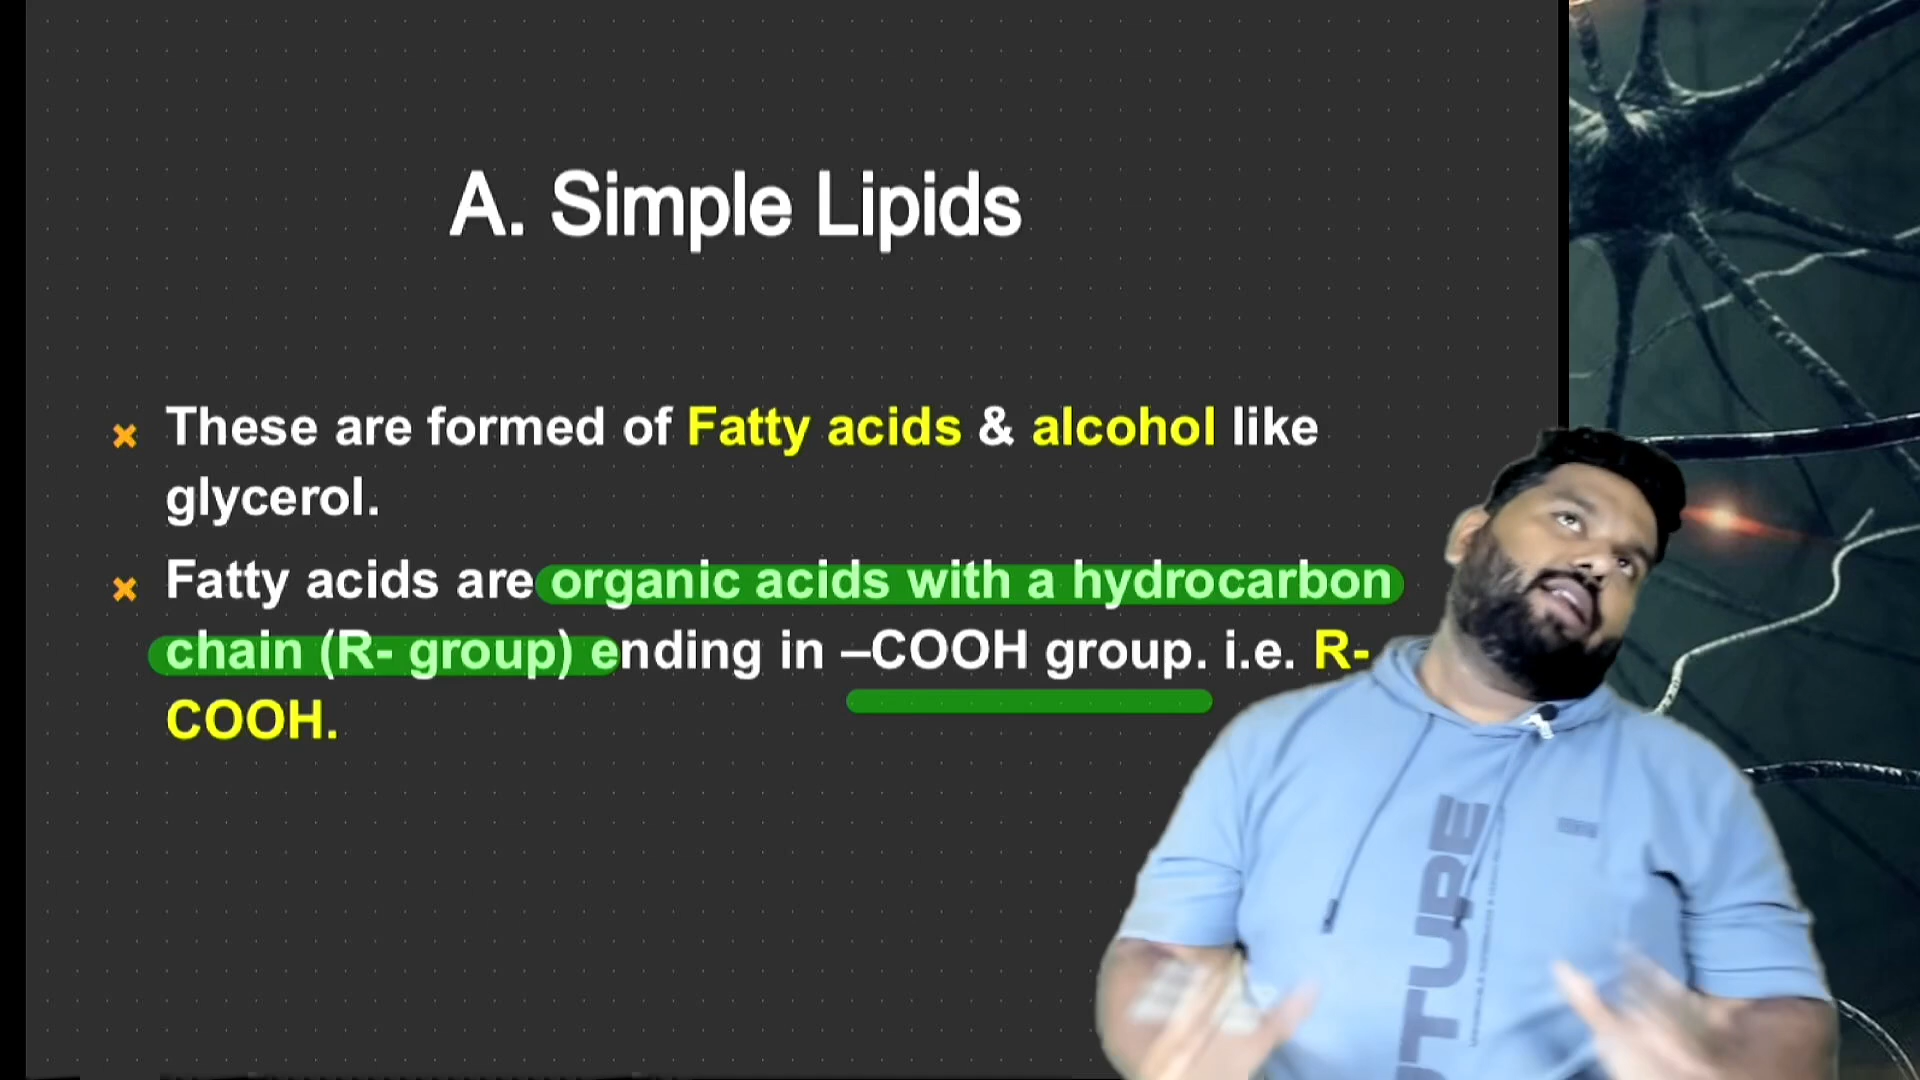 A. Simple Lipids
These are formed of Fatty acids & alcohol like
glycerol.
Fatty acids are organic acids with a hydrocarbon
chain (R- group) ending in –COOH group. i.e. R-
COOH.
UTURE